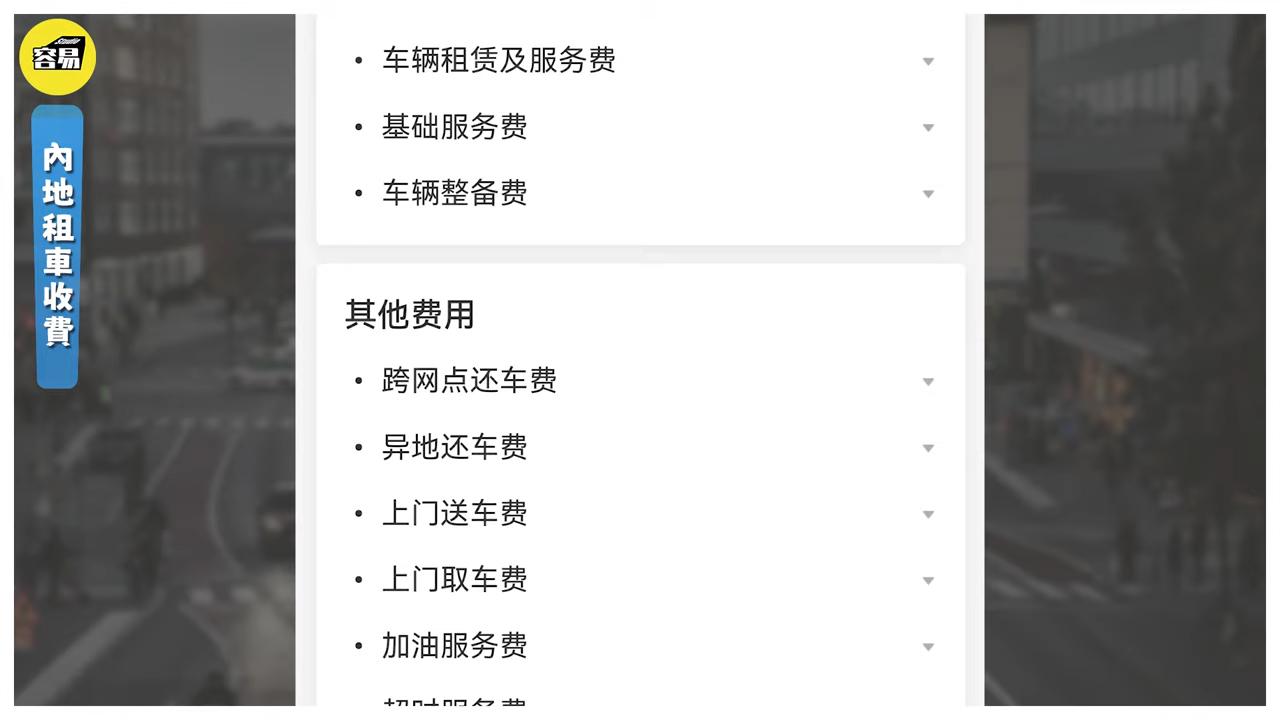 Studio
容易
內地租車收費
• 车辆租赁及服务费
• 基础服务费
• 车辆整备费
其他费用
• 跨网点还车费
• 异地还车费
• 上门送车费
• 上门取车费
• 加油服务费